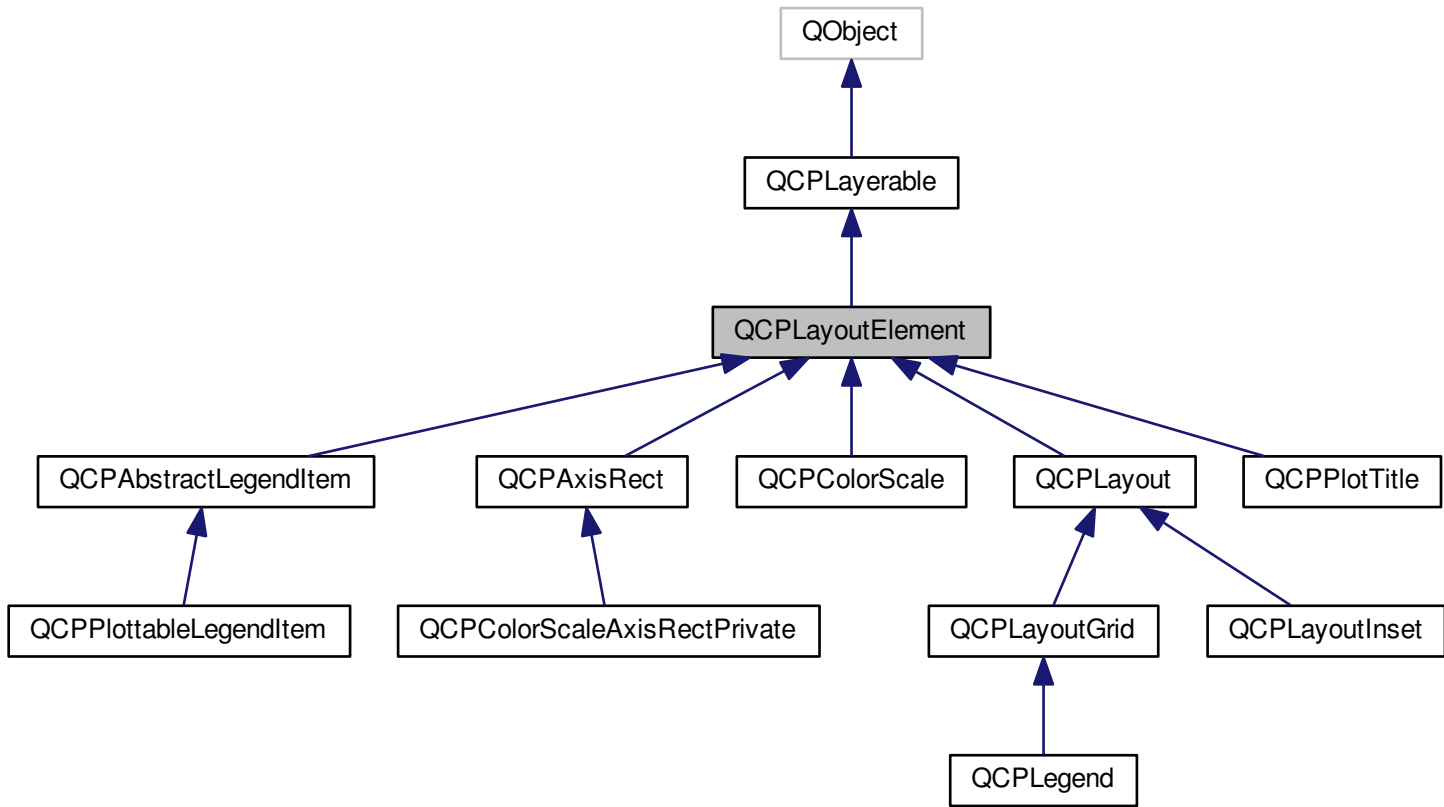 QObject
QCPLayerable
QCPLayoutElement
QCPAbstractLegendItem
QCPAxisRect
QCPColorScale
QCPLayout
QCPPlotTitle
QCPPlottableLegendItem
QCPColorScaleAxisRectPrivate
QCPLayoutGrid
QCPLayoutInset
QCPLegend